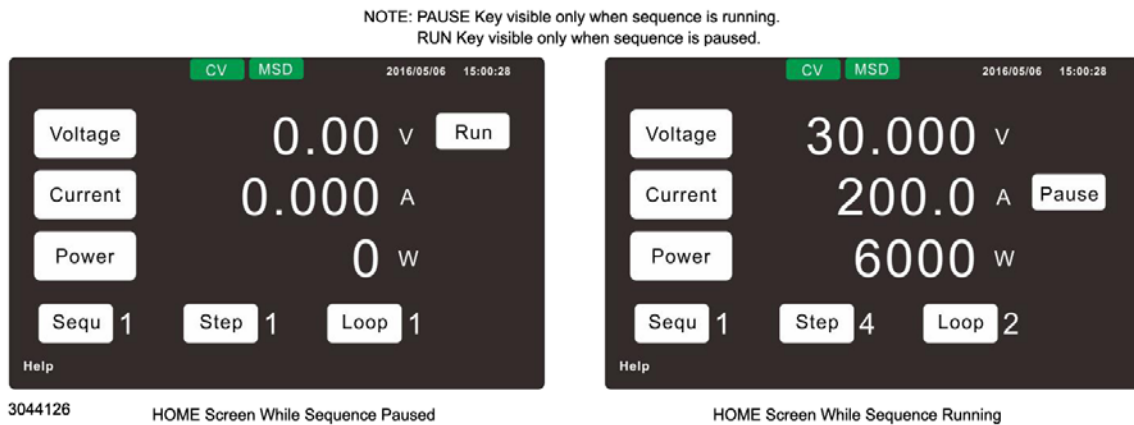 NOTE: PAUSE Key visible only when sequence is running.
RUN Key visible only when sequence is paused.
CV MSD 2016/05/06 15:00:28
Voltage 0.00 V Run
Current 0.000 A
Power 0 W
Sequ 1 Step 1 Loop 1
Help
CV MSD 2016/05/06 15:00:28
Voltage 30.000 V
Current 200.0 A Pause
Power 6000 W
Sequ 1 Step 4 Loop 2
Help
3044126
HOME Screen While Sequence Paused
HOME Screen While Sequence Running